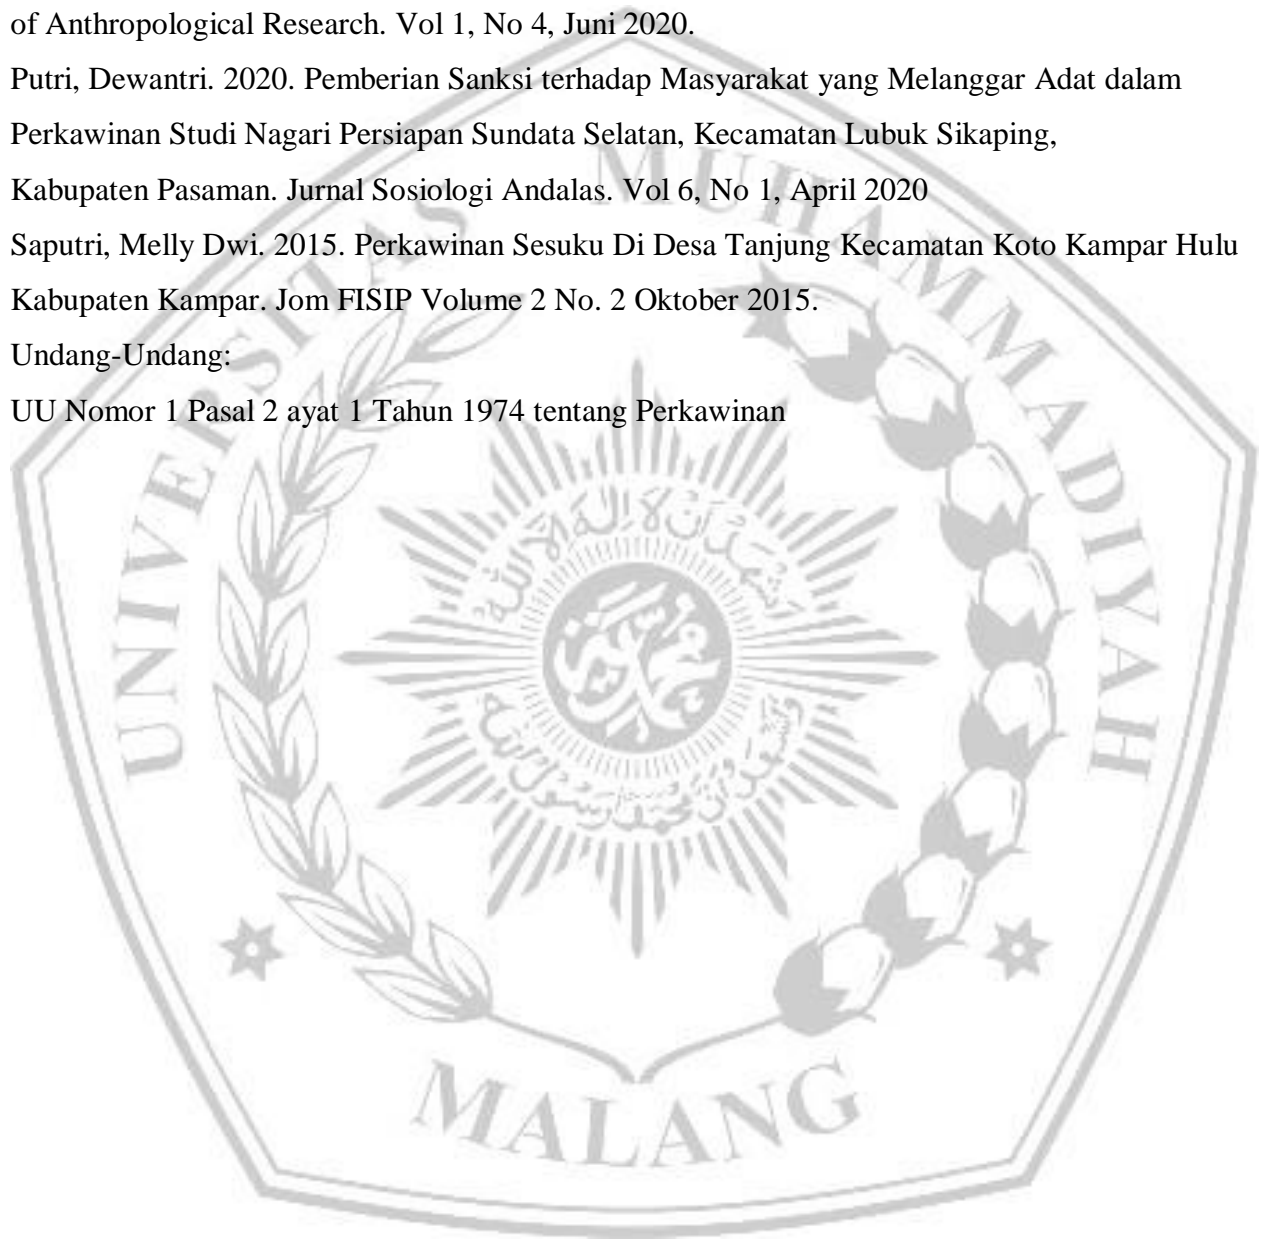 of Anthropological Research. Vol 1, No 4, Juni 2020.
Putri, Dewantri. 2020. Pemberian Sanksi terhadap Masyarakat yang Melanggar Adat dalam
Perkawinan Studi Nagari Persiapan Sundata Selatan, Kecamatan Lubuk Sikaping,
Kabupaten Pasaman. Jurnal Sosiologi Andalas. Vol 6, No 1, April 2020
Saputri, Melly Dwi. 2015. Perkawinan Sesuku Di Desa Tanjung Kecamatan Koto Kampar Hulu
Kabupaten Kampar. Jom FISIP Volume 2 No. 2 Oktober 2015.
Undang-Undang:
UU Nomor 1 Pasal 2 ayat 1 Tahun 1974 tentang Perkawinan
UNIVERSITAS MUHAMMADIYAH
MALANG